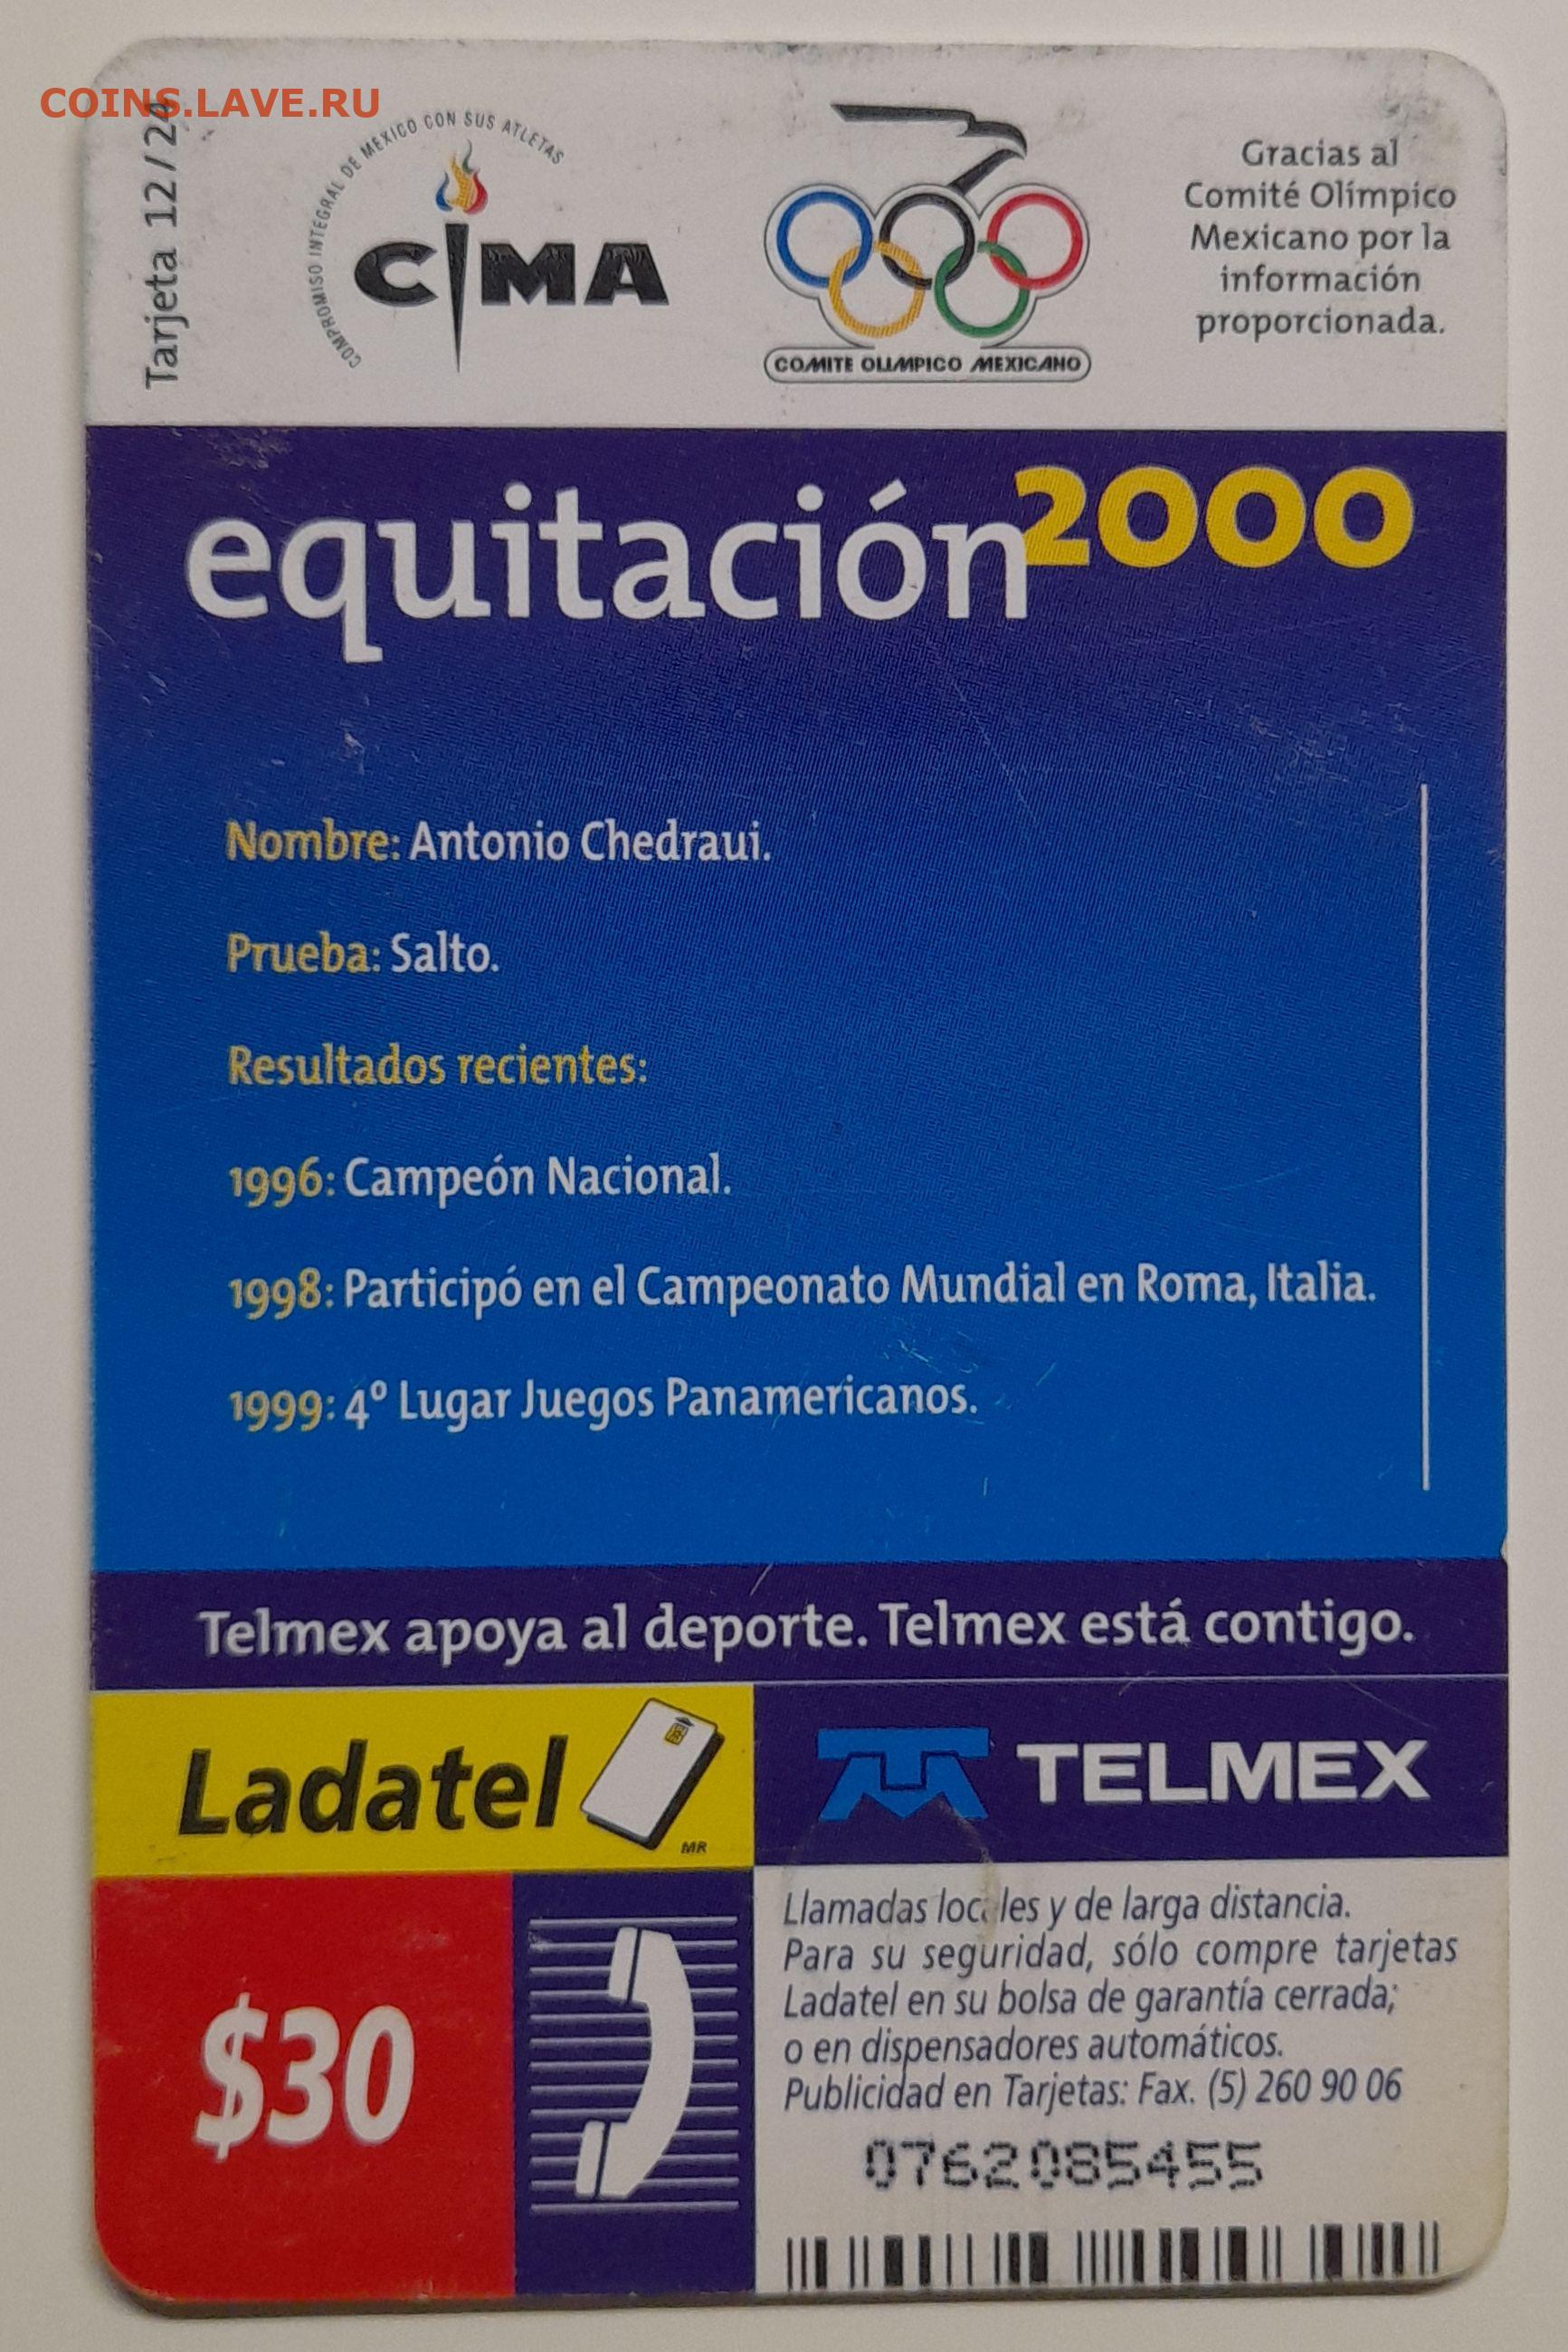 COINS.LAVE.RU
Tarjeta 12/24
COMPROMISO INTEGRAL DE MÉXICO CON SUS ATLETAS
CIMA
COMITE OLIMPICO MEXICANO
Gracias al
Comité Olímpico
Mexicano por la
información
proporcionada.
equitación2000
Nombre: Antonio Chedraui.
Prueba: Salto.
Resultados recientes:
1996: Campeón Nacional.
1998: Participó en el Campeonato Mundial en Roma, Italia.
1999: 4º Lugar Juegos Panamericanos.
Telmex apoya al deporte. Telmex está contigo.
Ladatel
MR
TELMEX
$30
Llamadas locales y de larga distancia.
Para su seguridad, sólo compre tarjetas
Ladatel en su bolsa de garantía cerrada;
o en dispensadores automáticos.
Publicidad en Tarjetas: Fax. (5) 260 90 06
0762085455